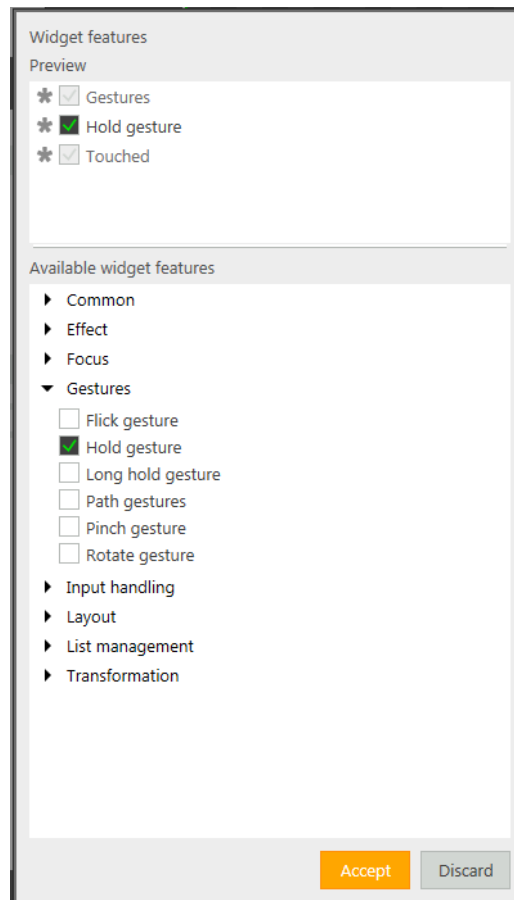 Widget features
Preview
Gestures
Hold gesture
Touched
Available widget features
Common
Effect
Focus
Gestures
Flick gesture
Hold gesture
Long hold gesture
Path gestures
Pinch gesture
Rotate gesture
Input handling
Layout
List management
Transformation
Accept Discard